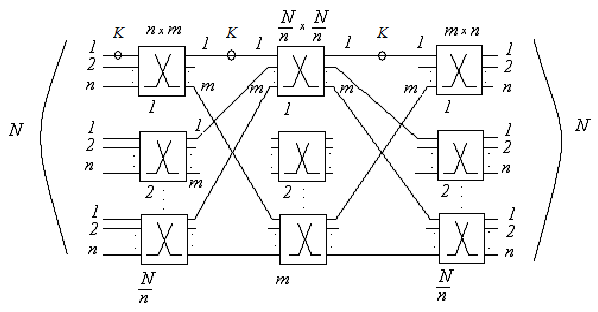 K n × m K N/n × N/n K m × n
1 1 1 1 1 1
2 2
n m m m m n
1 1 1
N N
1 1 1
2 2
n m n
2 2 2
1 1
2 2
n n
N/n m N/n